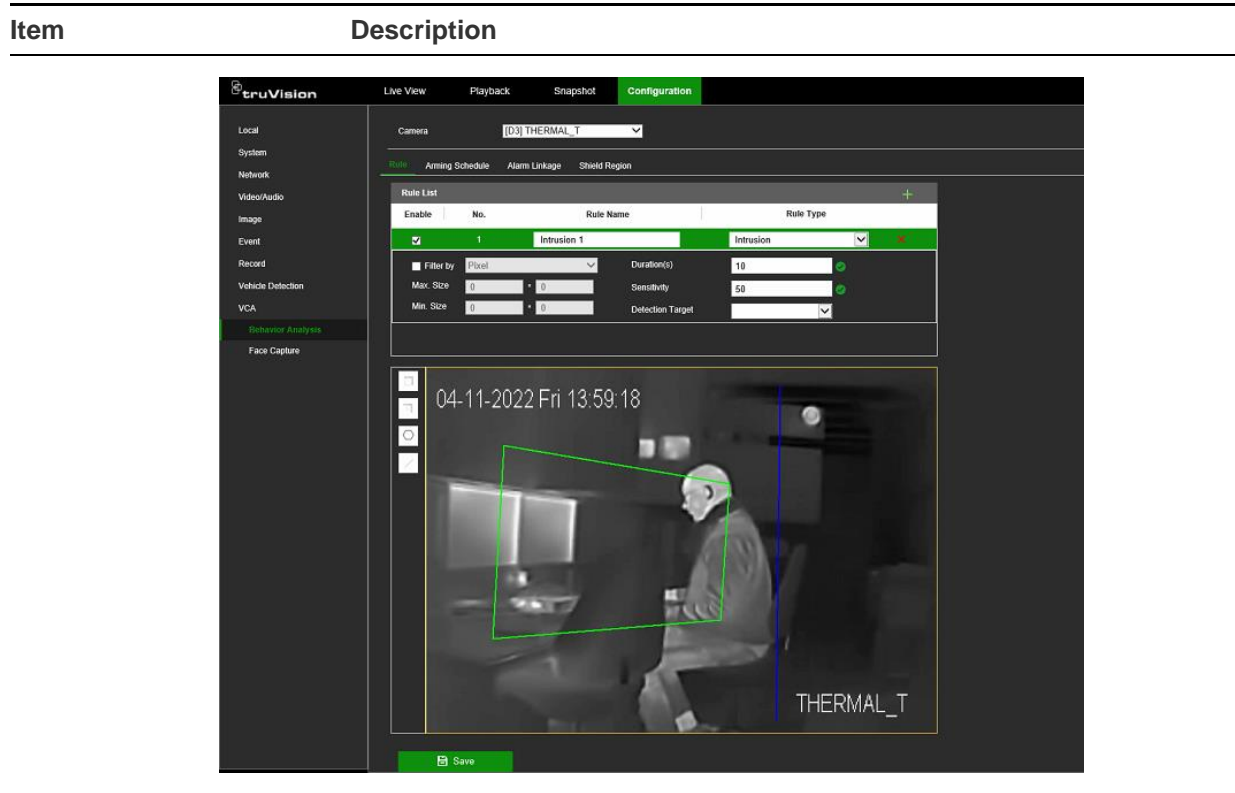 Item Description
truVision Live View Playback Snapshot Configuration
Local
System
Network
Video/Audio
Image
Event
Record
Vehicle Detection
VCA
Behavior Analysis
Face Capture
Camera [D3] THERMAL_T
Rule Arming Schedule Alarm Linkage Shield Region
Rule List +
Enable No. Rule Name Rule Type
1 Intrusion 1 Intrusion
Filter by Pixel Duration(s) 10
Max. Size 0 * 0 Sensitivity 50
Min. Size 0 * 0 Detection Target
04-11-2022 Fri 13:59:18
THERMAL_T
Save